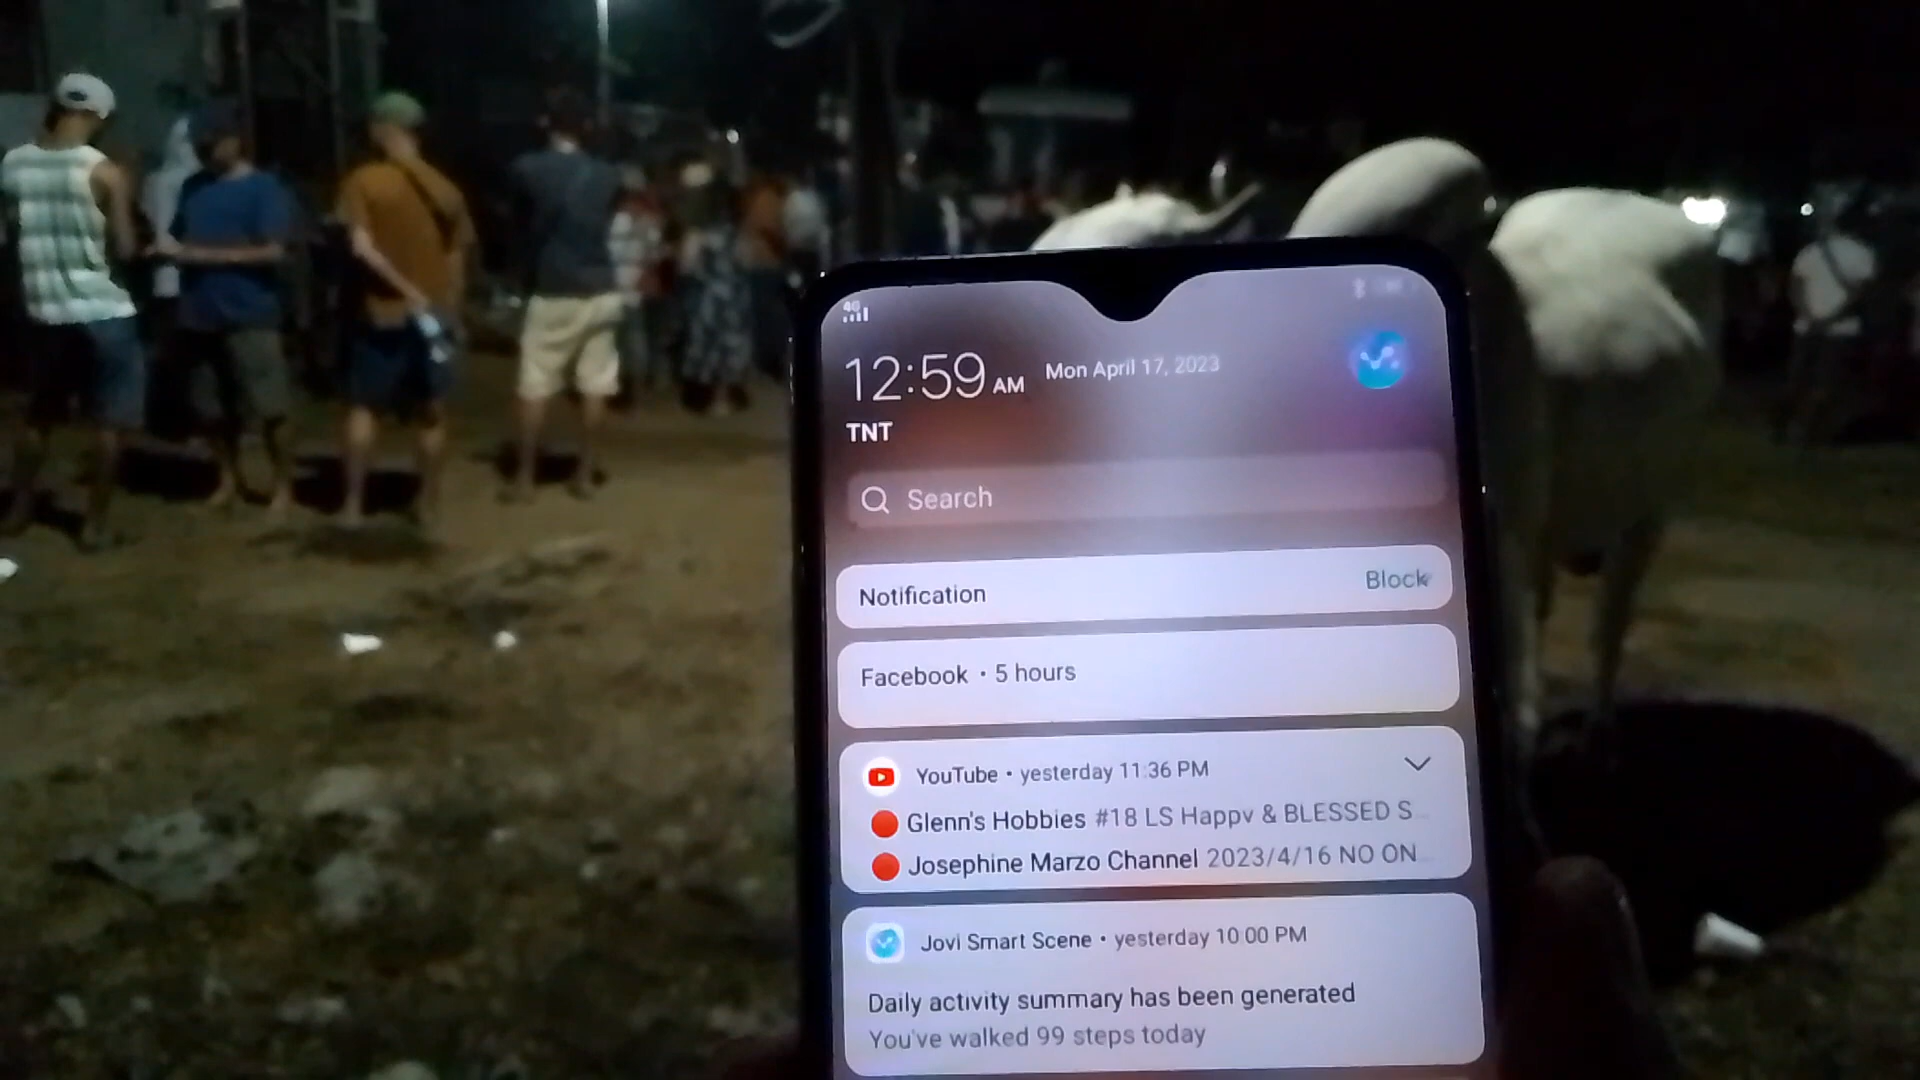 4G
12:59 AM Mon April 17, 2023
TNT
Search
Notification Block
Facebook • 5 hours
YouTube • yesterday 11:36 PM
Glenn's Hobbies #18 LS Happy & BLESSED S
Josephine Marzo Channel 2023/4/16 NO ON
Jovi Smart Scene • yesterday 10:00 PM
Daily activity summary has been generated
You've walked 99 steps today